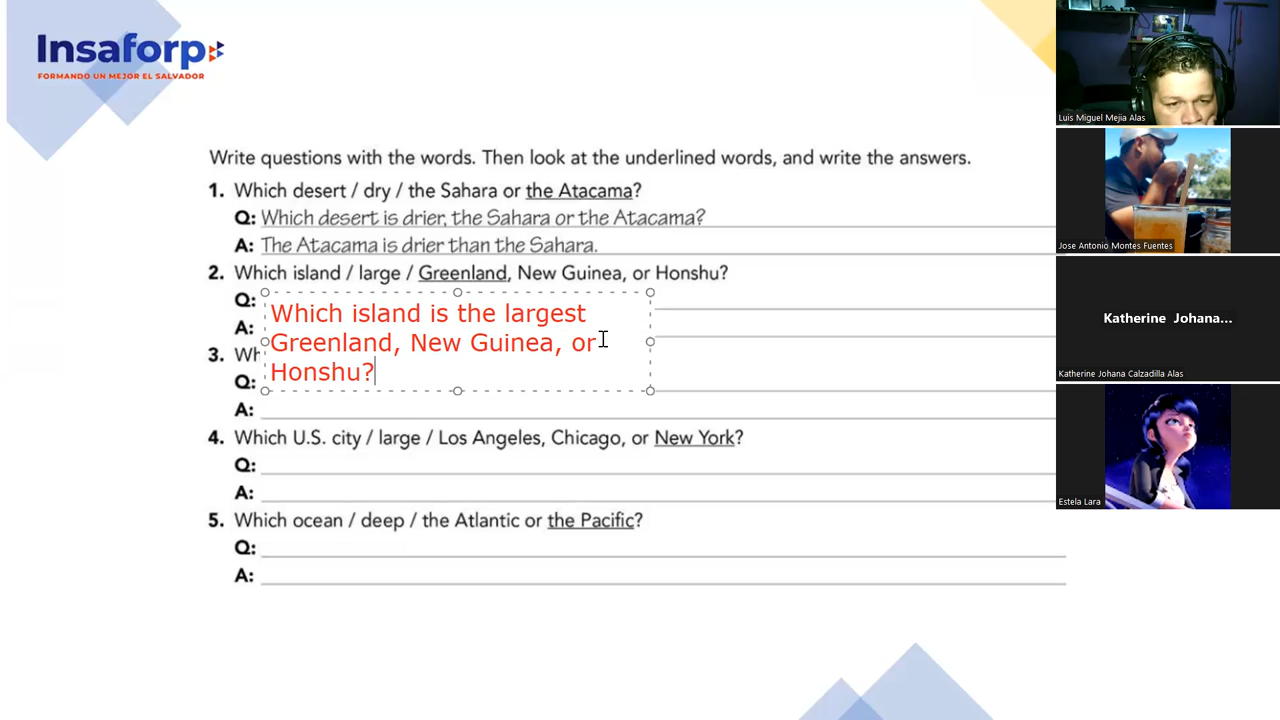 Insaforp
FORMANDO UN MEJOR EL SALVADOR
Write questions with the words. Then look at the underlined words, and write the answers.
1. Which desert / dry / the Sahara or the Atacama?
Q: Which desert is drier, the Sahara or the Atacama?
A: The Atacama is drier than the Sahara.
2. Which island / large / Greenland, New Guinea, or Honshu?
Q:
A:
Which island is the largest
Greenland, New Guinea, or
Honshu?
3. Wh
Q:
A:
4. Which U.S. city / large / Los Angeles, Chicago, or New York?
Q:
A:
5. Which ocean / deep / the Atlantic or the Pacific?
Q:
A:
Luis Miguel Mejia Alas
Jose Antonio Montes Fuentes
Katherine Johana...
Katherine Johana Calzadilla Alas
Estela Lara